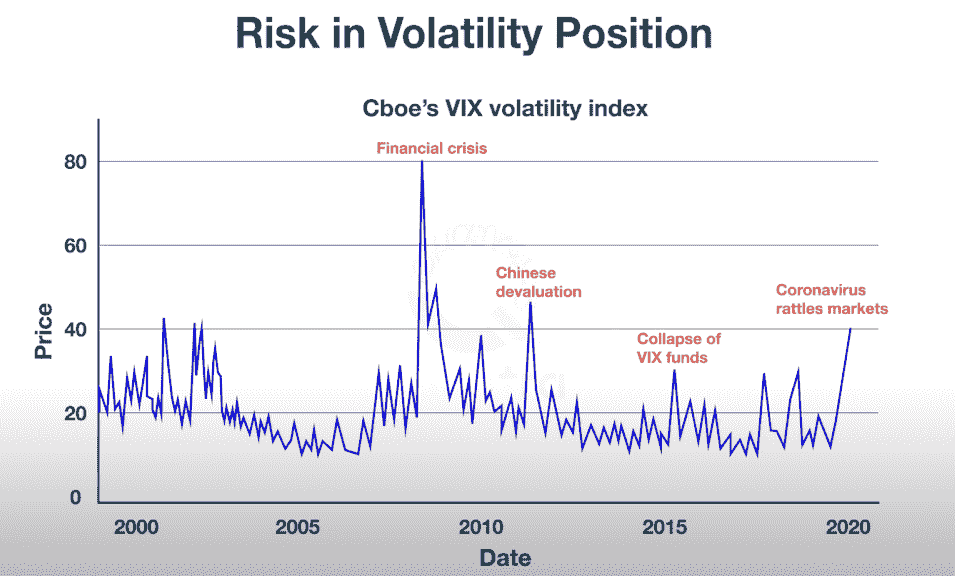 Risk in Volatility Position
Cboe's VIX volatility index
Financial crisis
80
60
Chinese
devaluation
Coronavirus
rattles markets
40
Collapse of
VIX funds
Price
20
0
2000 2005 2010 2015 2020
Date